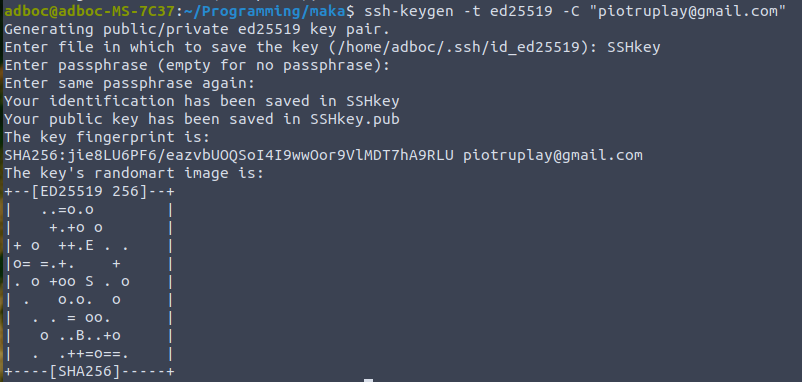 adboc@adboc-MS-7C37:~/Programming/maka$ ssh-keygen -t ed25519 -C "piotruplay@gmail.com"
Generating public/private ed25519 key pair.
Enter file in which to save the key (/home/adboc/.ssh/id_ed25519): SSHkey
Enter passphrase (empty for no passphrase):
Enter same passphrase again:
Your identification has been saved in SSHkey
Your public key has been saved in SSHkey.pub
The key fingerprint is:
SHA256:jie8LU6PF6/eazvbUOQSoI4I9wwOor9VlMDT7hA9RLU piotruplay@gmail.com
The key's randomart image is:
+--[ED25519 256]--+
|    ..=o.o       |
|     +.+o o      |
|+ o  ++.E . .    |
|o= =.+.    +     |
|. o +oo S . o    |
| .   o.o.  o     |
|  . . = oo.      |
|   o ..B..+o     |
|  .  .++=o==.    |
+----[SHA256]-----+